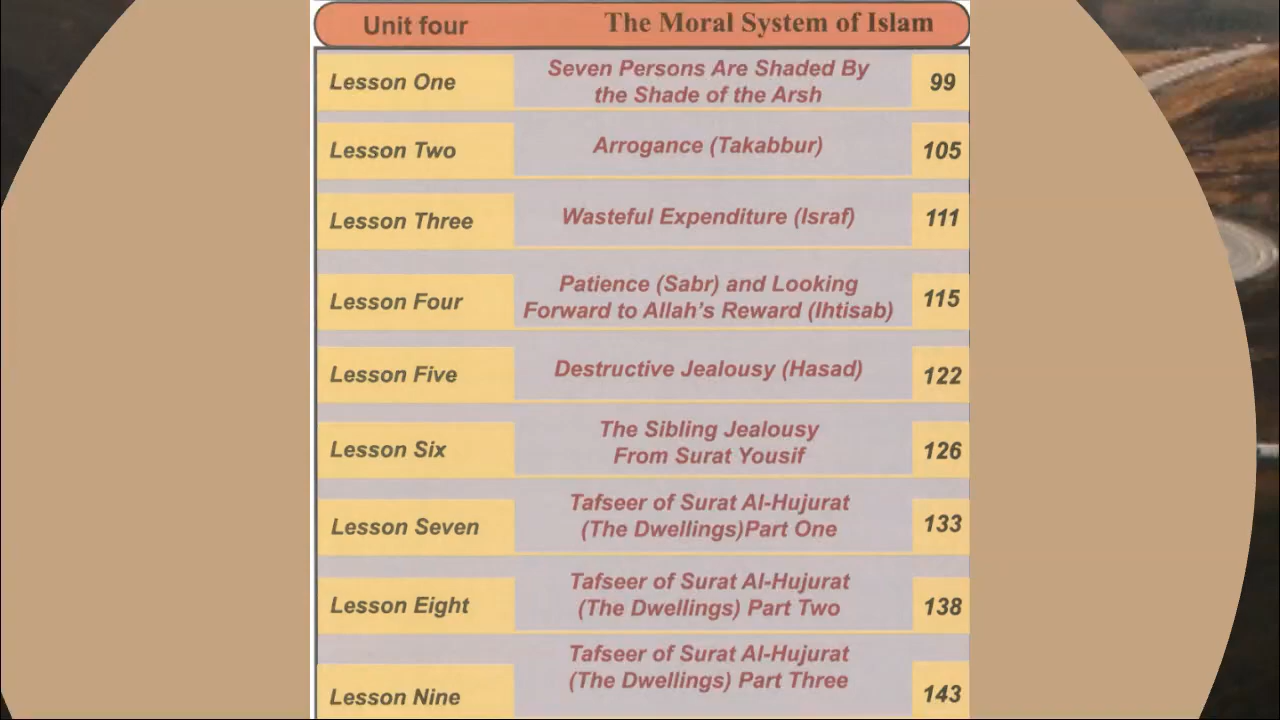 Unit four The Moral System of Islam
Lesson One Seven Persons Are Shaded By
the Shade of the Arsh 99
Lesson Two Arrogance (Takabbur) 105
Lesson Three Wasteful Expenditure (Israf) 111
Lesson Four Patience (Sabr) and Looking
Forward to Allah's Reward (Ihtisab) 115
Lesson Five Destructive Jealousy (Hasad) 122
Lesson Six The Sibling Jealousy
From Surat Yousif 126
Lesson Seven Tafseer of Surat Al-Hujurat
(The Dwellings)Part One 133
Lesson Eight Tafseer of Surat Al-Hujurat
(The Dwellings) Part Two 138
Lesson Nine Tafseer of Surat Al-Hujurat
(The Dwellings) Part Three 143